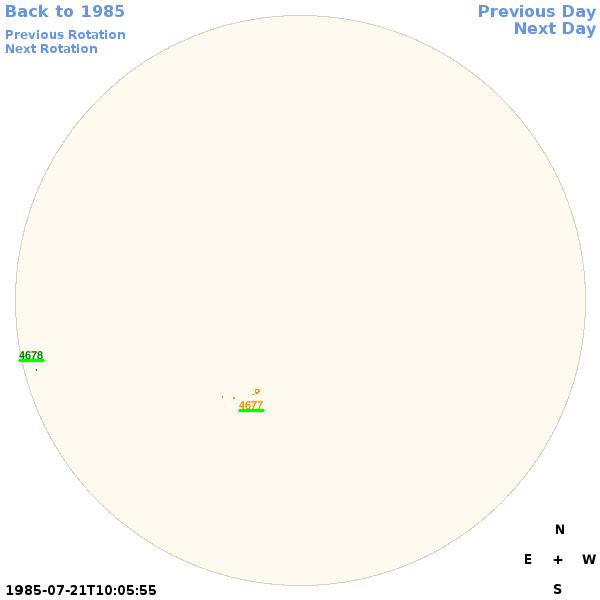 Back to 1985
Previous Rotation
Next Rotation
Previous Day
Next Day
4678
4677
N
E + W
S
1985-07-21T10:05:55